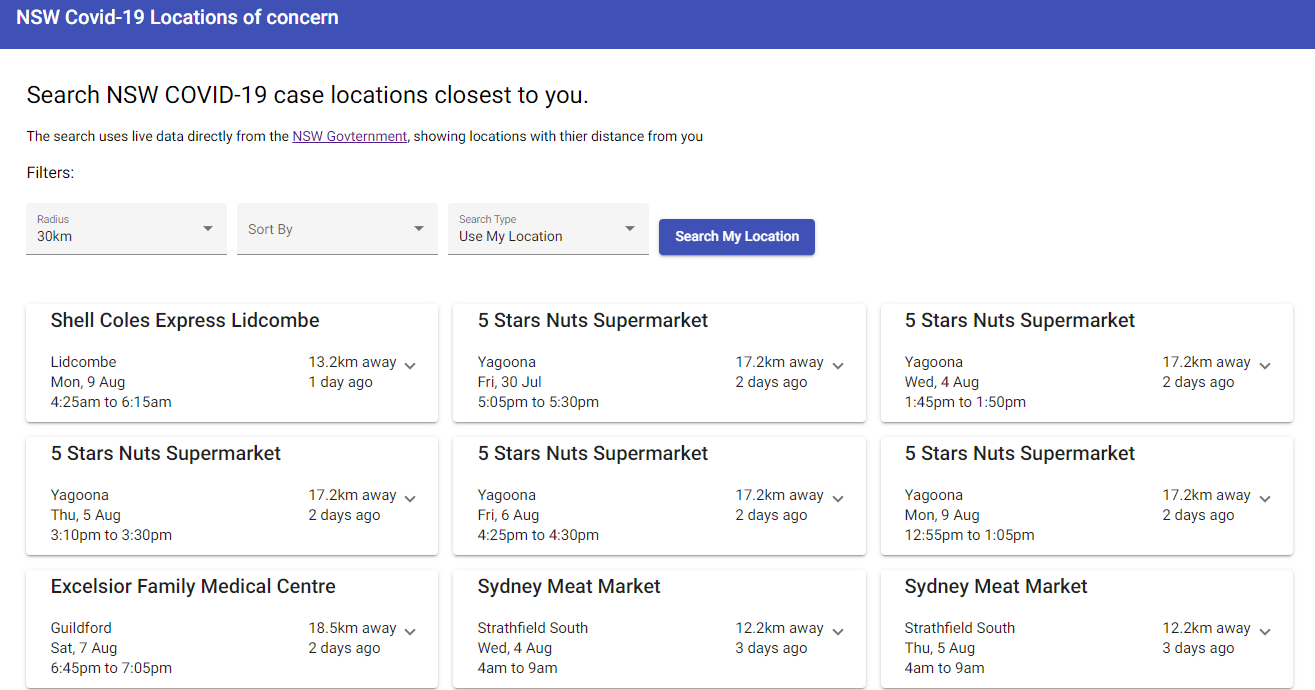 NSW Covid-19 Locations of concern
Search NSW COVID-19 case locations closest to you.
The search uses live data directly from the NSW Govternment, showing locations with thier distance from you
Filters:
Radius
30km
Sort By
Search Type
Use My Location
Search My Location
Shell Coles Express Lidcombe
Lidcombe
13.2km away
Mon, 9 Aug
1 day ago
4:25am to 6:15am
5 Stars Nuts Supermarket
Yagoona
17.2km away
Fri, 30 Jul
2 days ago
5:05pm to 5:30pm
5 Stars Nuts Supermarket
Yagoona
17.2km away
Wed, 4 Aug
2 days ago
1:45pm to 1:50pm
5 Stars Nuts Supermarket
Yagoona
17.2km away
Thu, 5 Aug
2 days ago
3:10pm to 3:30pm
5 Stars Nuts Supermarket
Yagoona
17.2km away
Fri, 6 Aug
2 days ago
4:25pm to 4:30pm
5 Stars Nuts Supermarket
Yagoona
17.2km away
Mon, 9 Aug
2 days ago
12:55pm to 1:05pm
Excelsior Family Medical Centre
Guildford
18.5km away
Sat, 7 Aug
2 days ago
6:45pm to 7:05pm
Sydney Meat Market
Strathfield South
12.2km away
Wed, 4 Aug
3 days ago
4am to 9am
Sydney Meat Market
Strathfield South
12.2km away
Thu, 5 Aug
3 days ago
4am to 9am